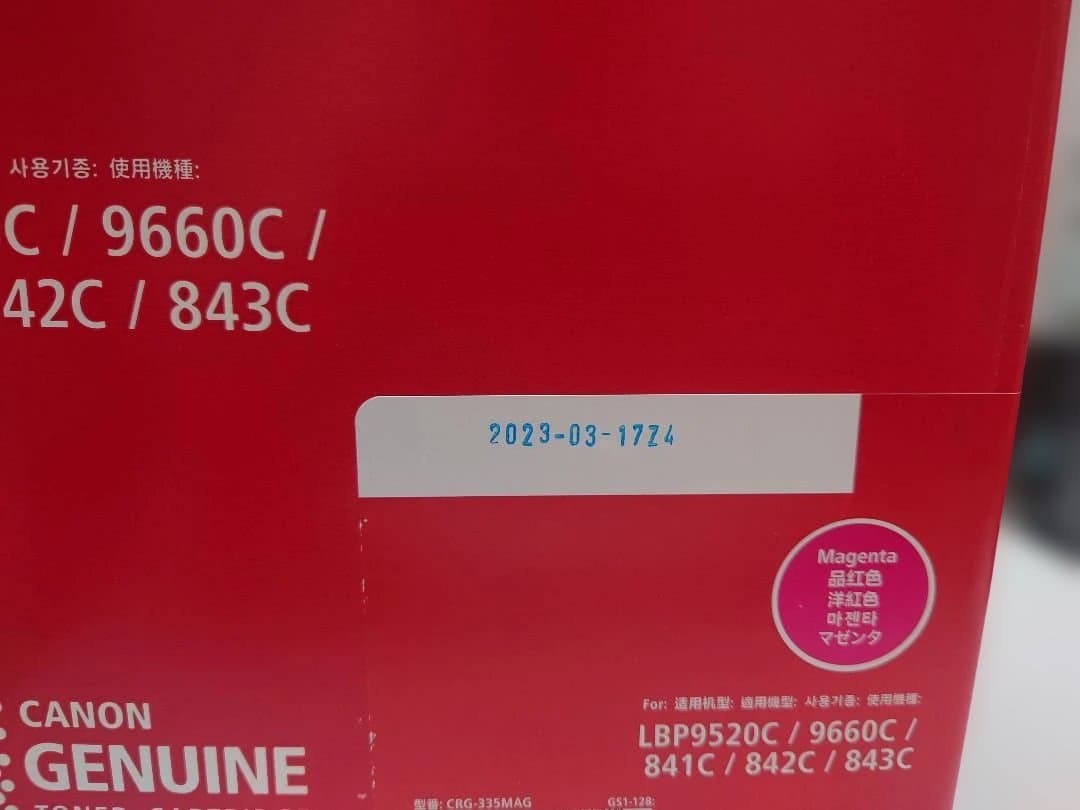 사용기종: 使用機種:
C / 9660C /
42C / 843C
2023-03-17Z4
Magenta
品红色
洋紅色
마젠타
マゼンタ
For: 适用机型: 適用機型: 사용기종: 使用機種:
LBP9520C / 9660C /
841C / 842C / 843C
CANON
GENUINE
型番: CRG-335MAG
GS1-128: